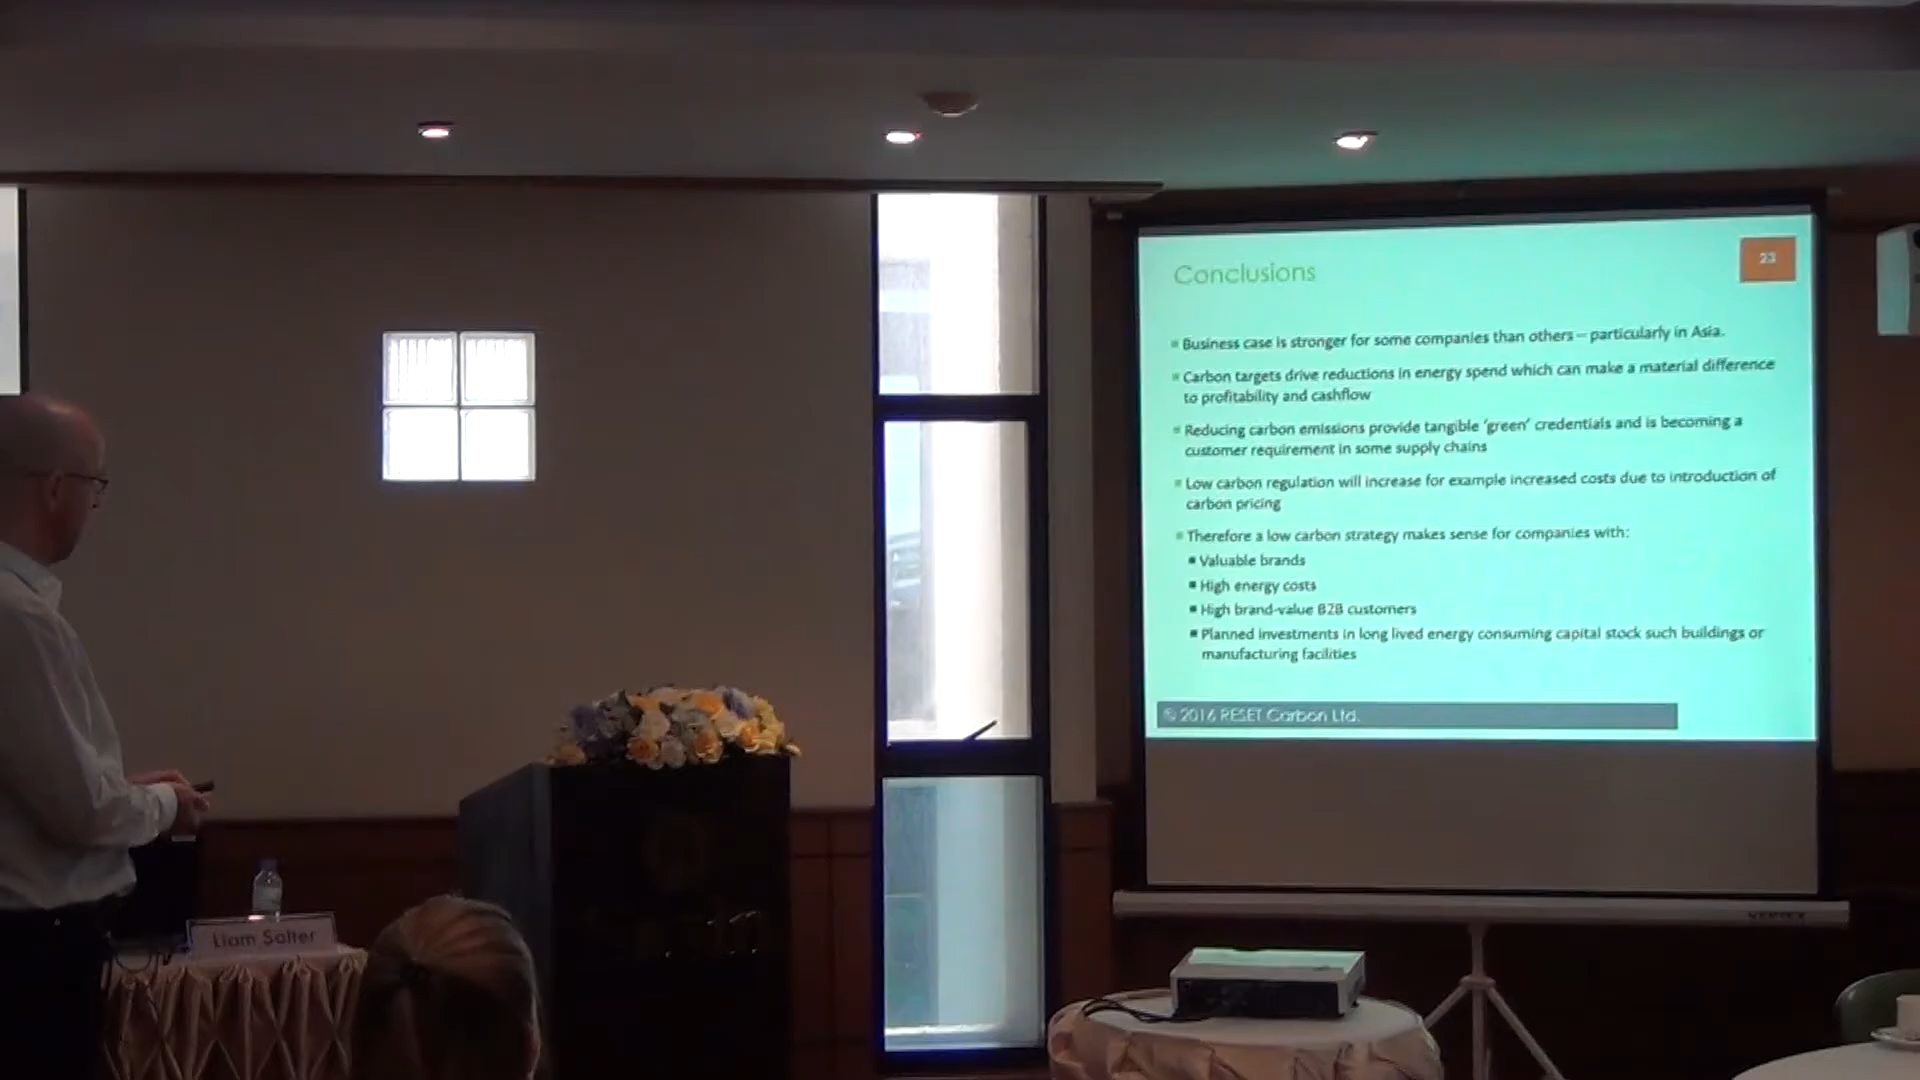 Conclusions
23
Business case is stronger for some companies than others – particularly in Asia.
Carbon targets drive reductions in energy spend which can make a material difference
to profitability and cashflow
Reducing carbon emissions provide tangible 'green' credentials and is becoming a
customer requirement in some supply chains
Low carbon regulation will increase for example increased costs due to introduction of
carbon pricing
Therefore a low carbon strategy makes sense for companies with:
Valuable brands
High energy costs
High brand-value B2B customers
Planned investments in long lived energy consuming capital stock such buildings or
manufacturing facilities
© 2016 RESET Carbon Ltd.
Liam Salter